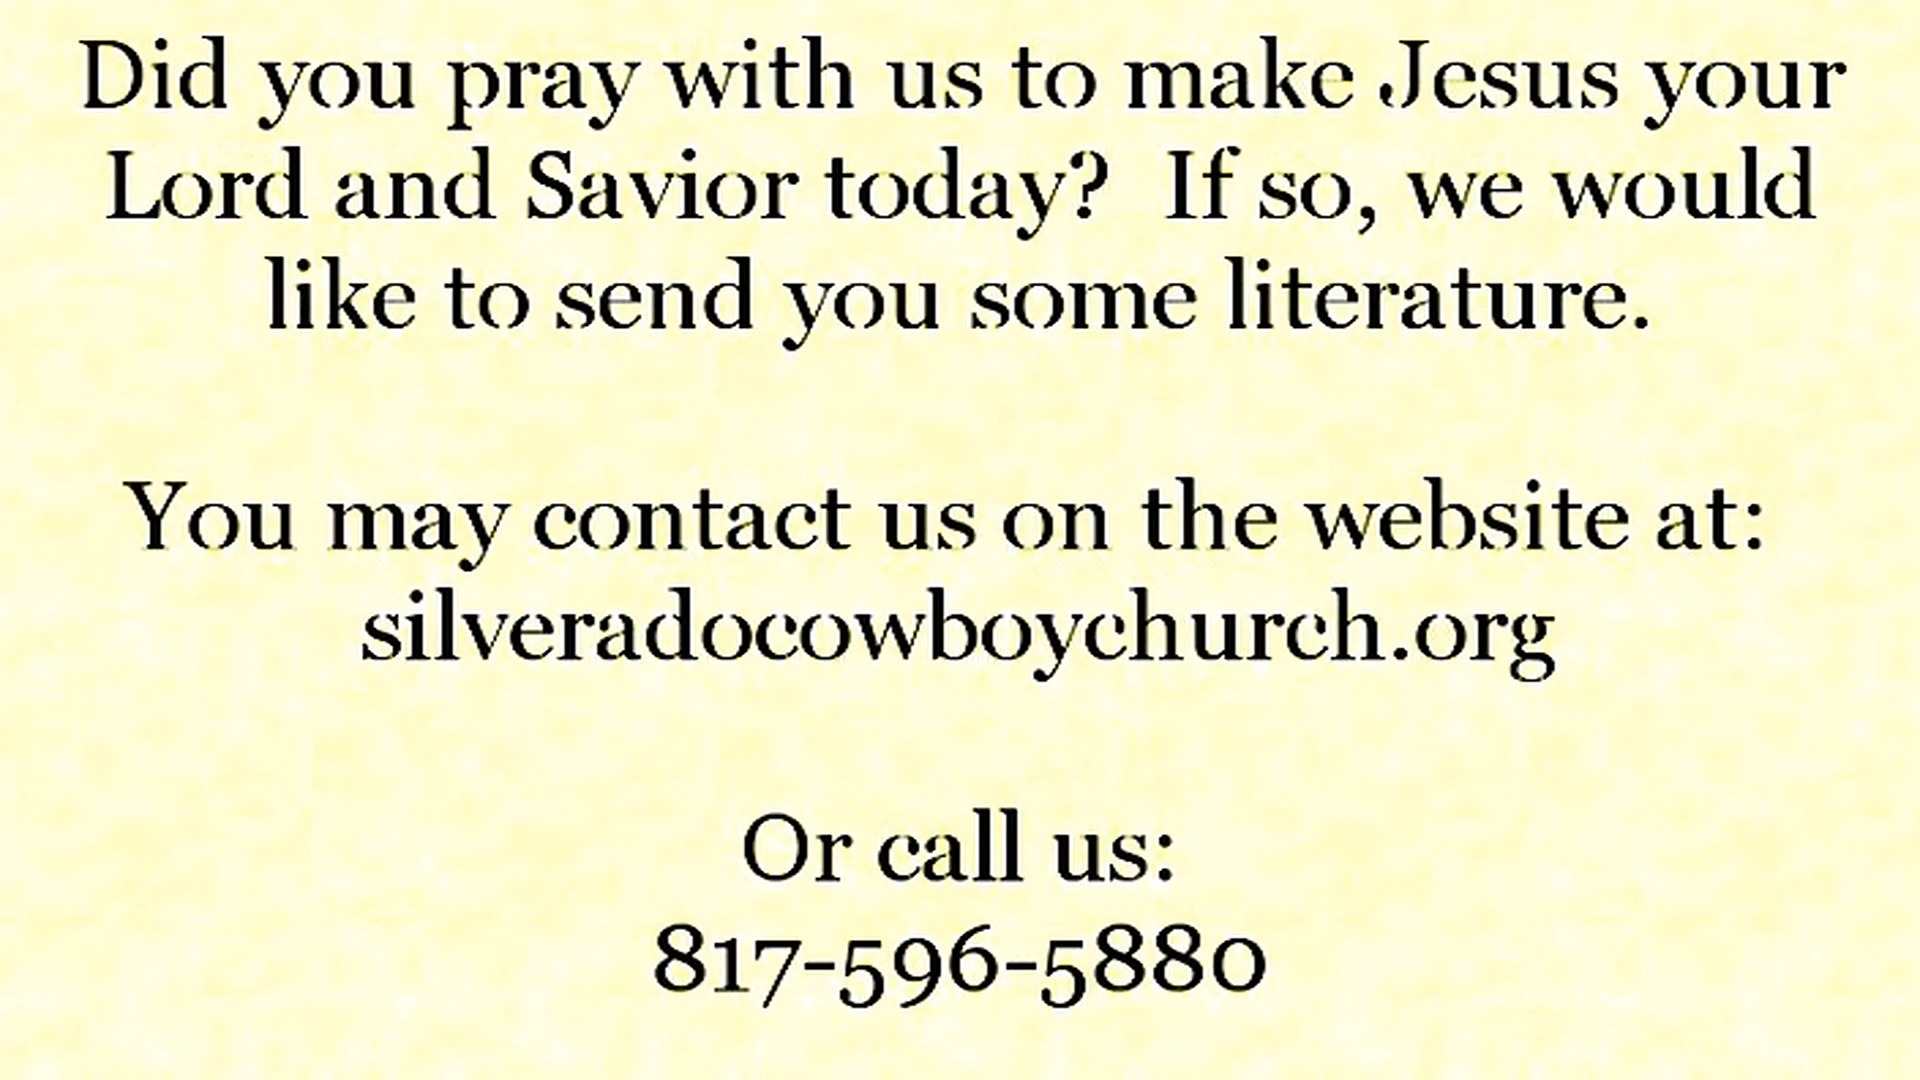 Did you pray with us to make Jesus your
Lord and Savior today?  If so, we would
like to send you some literature.
You may contact us on the website at:
silveradocowboychurch.org
Or call us:
817-596-5880